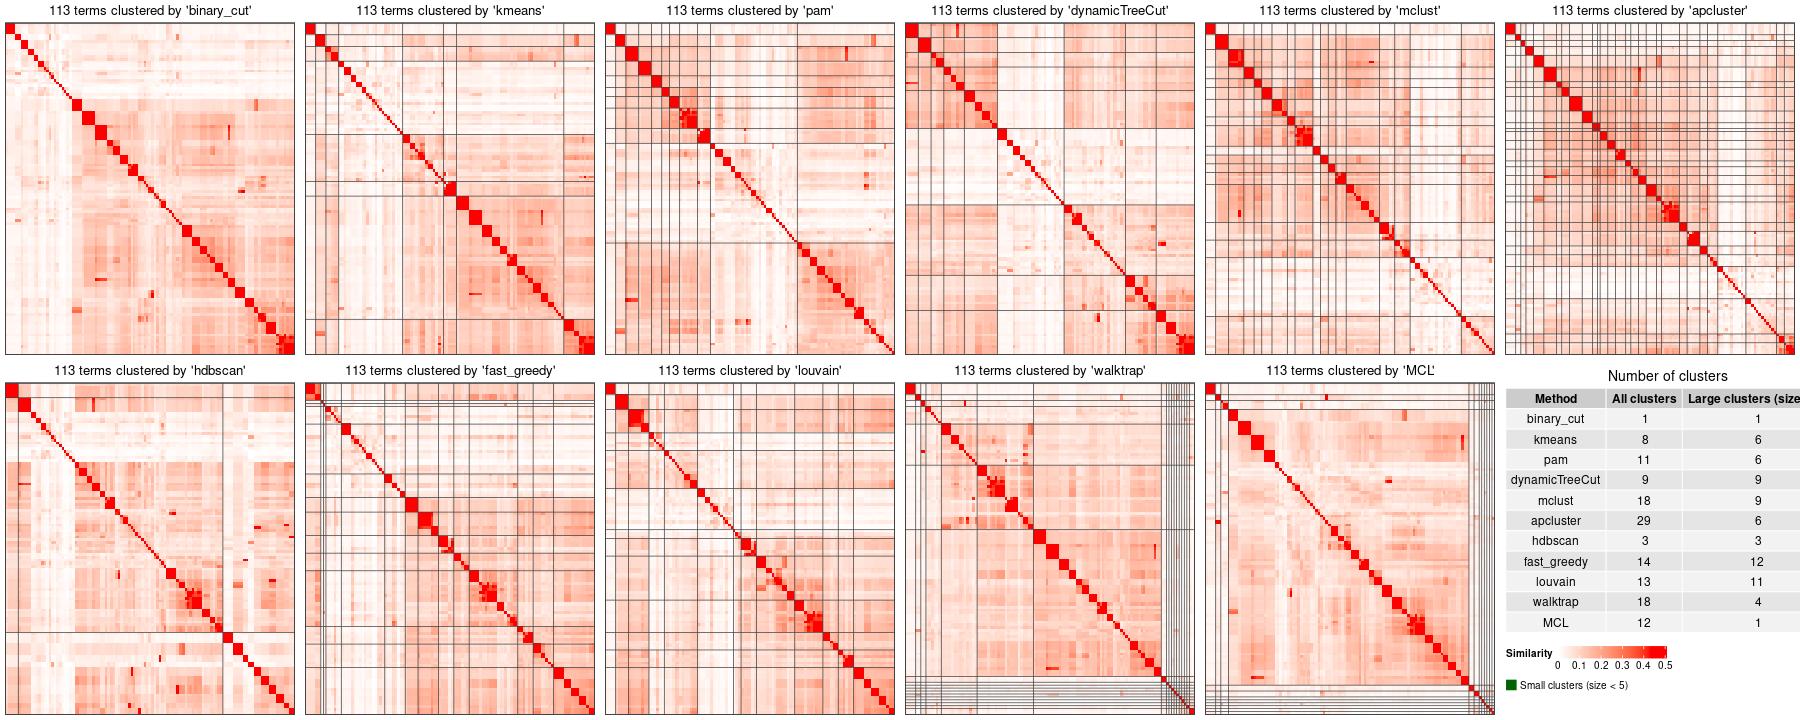 113 terms clustered by 'binary_cut'
113 terms clustered by 'kmeans'
113 terms clustered by 'pam'
113 terms clustered by 'dynamicTreeCut'
113 terms clustered by 'mclust'
113 terms clustered by 'apcluster'
113 terms clustered by 'hdbscan'
113 terms clustered by 'fast_greedy'
113 terms clustered by 'louvain'
113 terms clustered by 'walktrap'
113 terms clustered by 'MCL'
Number of clusters
Method All clusters Large clusters (size
binary_cut 1 1
kmeans 8 6
pam 11 6
dynamicTreeCut 9 9
mclust 18 9
apcluster 29 6
hdbscan 3 3
fast_greedy 14 12
louvain 13 11
walktrap 18 4
MCL 12 1
Similarity
0 0.1 0.2 0.3 0.4 0.5
Small clusters (size < 5)